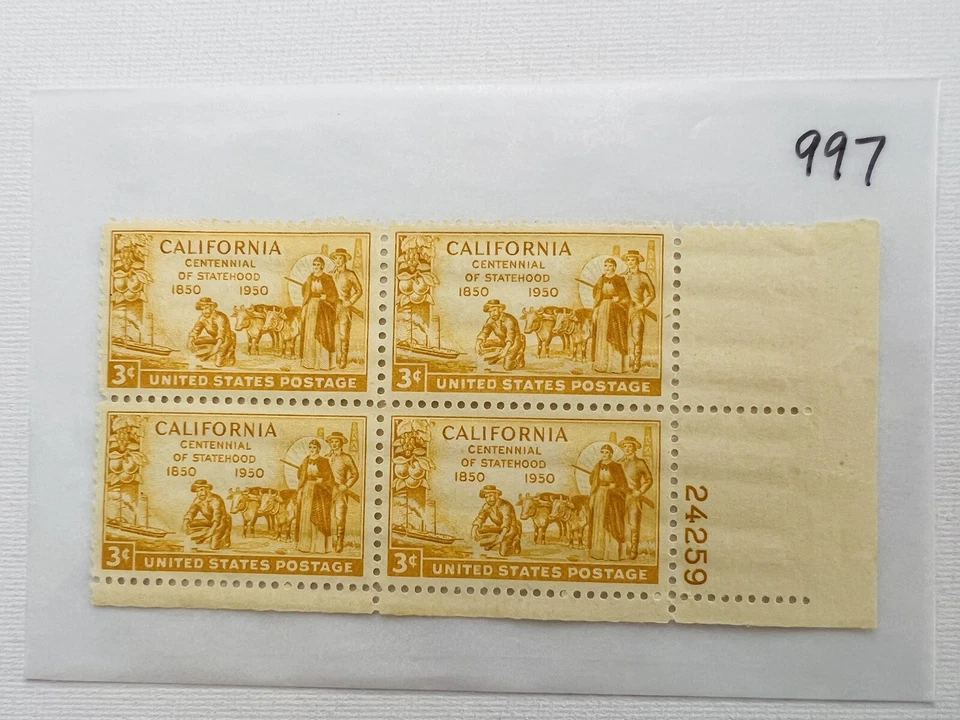 997
CALIFORNIA
CENTENNIAL
OF STATEHOOD
1850 1950
3¢ UNITED STATES POSTAGE
CALIFORNIA
CENTENNIAL
OF STATEHOOD
1850 1950
3¢ UNITED STATES POSTAGE
CALIFORNIA
CENTENNIAL
OF STATEHOOD
1850 1950
3¢ UNITED STATES POSTAGE
CALIFORNIA
CENTENNIAL
OF STATEHOOD
1850 1950
3¢ UNITED STATES POSTAGE
24259